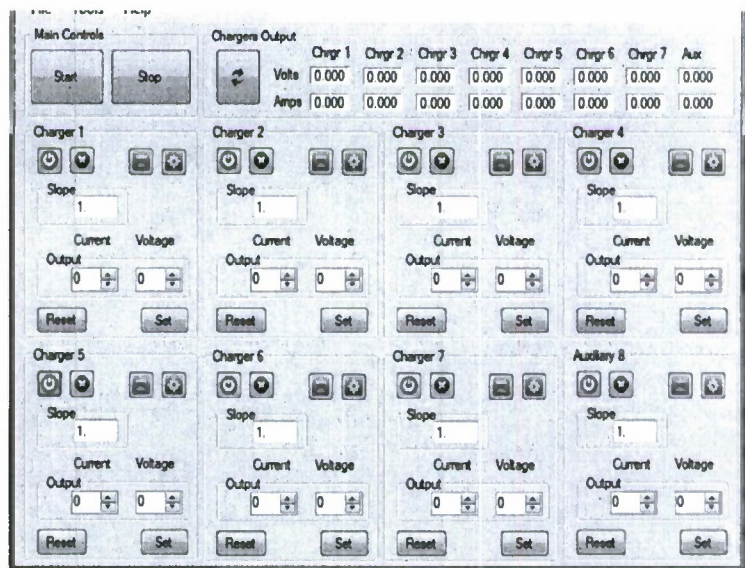 File Tools Help
Main Controls
Start Stop
Chargers Output
Chrgr 1 Chrgr 2 Chrgr 3 Chrgr 4 Chrgr 5 Chrgr 6 Chrgr 7 Aux
Volts 0.000 0.000 0.000 0.000 0.000 0.000 0.000 0.000
Amps 0.000 0.000 0.000 0.000 0.000 0.000 0.000 0.000
Charger 1
Slope
1.
Current Voltage
Output
0 0
Reset Set
Charger 2
Slope
1.
Current Voltage
Output
0 0
Reset Set
Charger 3
Slope
1.
Current Voltage
Output
0 0
Reset Set
Charger 4
Slope
1.
Current Voltage
Output
0 0
Reset Set
Charger 5
Slope
1.
Current Voltage
Output
0 0
Reset Set
Charger 6
Slope
1.
Current Voltage
Output
0 0
Reset Set
Charger 7
Slope
1.
Current Voltage
Output
0 0
Reset Set
Auxiliary 8
Slope
1.
Current Voltage
Output
0 0
Reset Set